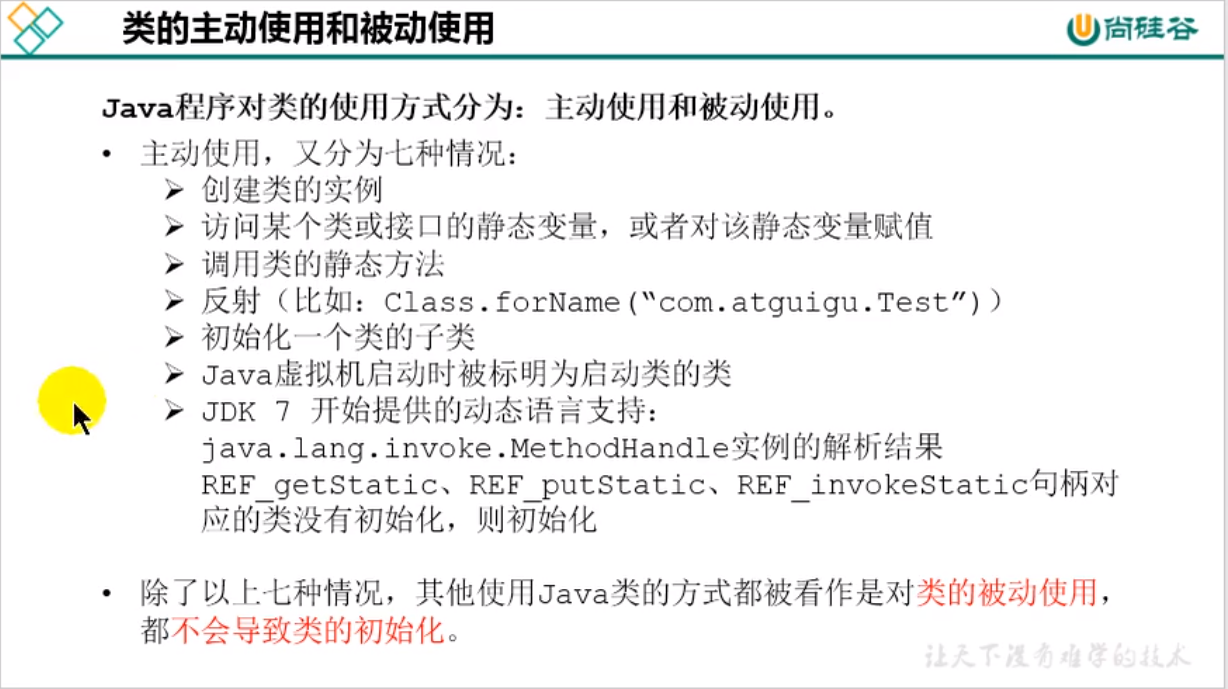 类的主动使用和被动使用
尚硅谷
Java程序对类的使用方式分为：主动使用和被动使用。
• 主动使用，又分为七种情况：
➢ 创建类的实例
➢ 访问某个类或接口的静态变量，或者对该静态变量赋值
➢ 调用类的静态方法
➢ 反射（比如：Class.forName(“com.atguigu.Test”)）
➢ 初始化一个类的子类
➢ Java虚拟机启动时被标明为启动类的类
➢ JDK 7 开始提供的动态语言支持：
java.lang.invoke.MethodHandle实例的解析结果
REF_getStatic、REF_putStatic、REF_invokeStatic句柄对
应的类没有初始化，则初始化
• 除了以上七种情况，其他使用Java类的方式都被看作是对类的被动使用，
都不会导致类的初始化。
让天下没有难学的技术